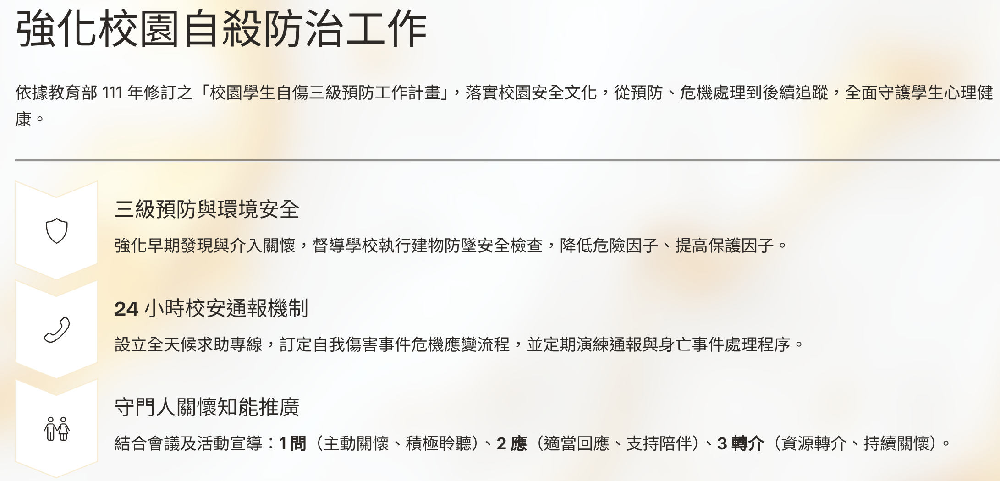 強化校園自殺防治工作
依據教育部 111 年修訂之「校園學生自傷三級預防工作計畫」，落實校園安全文化，從預防、危機處理到後續追蹤，全面守護學生心理健
康。
三級預防與環境安全
強化早期發現與介入關懷，督導學校執行建物防墜安全檢查，降低危險因子、提高保護因子。
24 小時校安通報機制
設立全天候求助專線，訂定自我傷害事件危機應變流程，並定期演練通報與身亡事件處理程序。
守門人關懷知能推廣
結合會議及活動宣導：1 問（主動關懷、積極聆聽）、2 應（適當回應、支持陪伴）、3 轉介（資源轉介、持續關懷）。